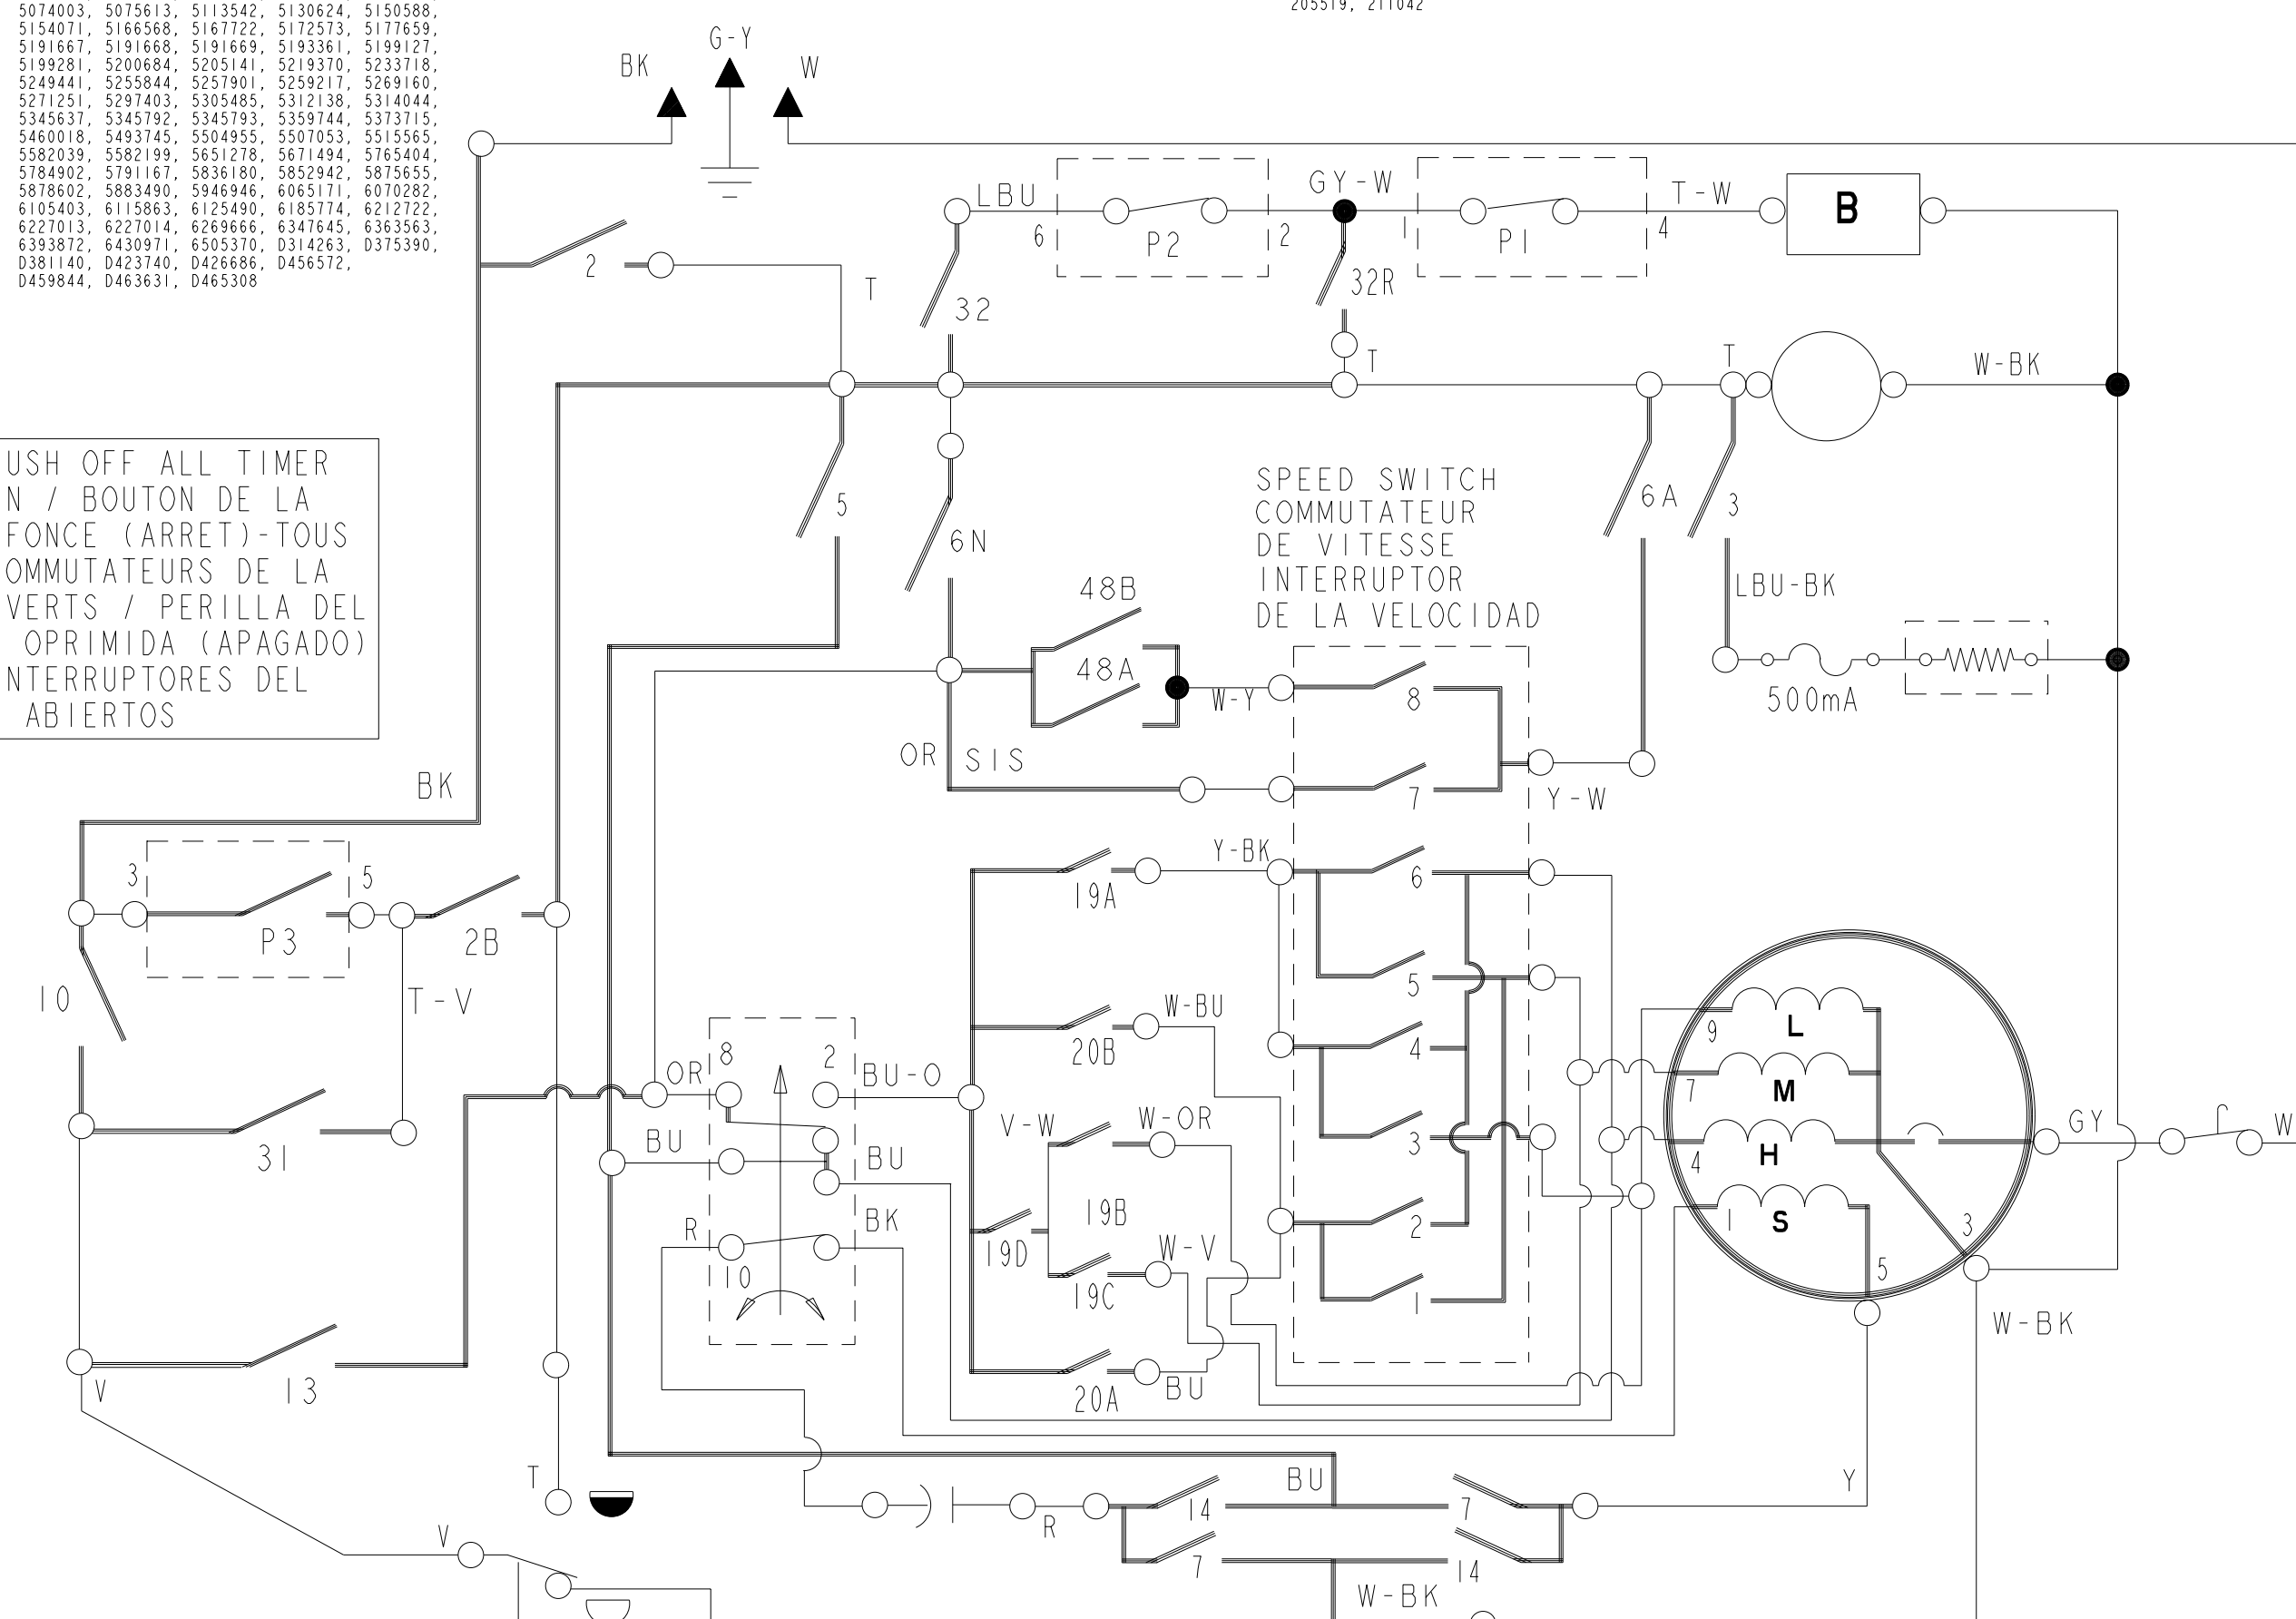 5074003, 5075613, 5113542, 5130624, 5150588,
5154071, 5166568, 5167722, 5172573, 5177659,
5191667, 5191668, 5191669, 5193361, 5199127,
5199281, 5200684, 5205141, 5219370, 5233718,
5249441, 5255844, 5257901, 5259217, 5269160,
5271251, 5297403, 5305485, 5312138, 5314044,
5345637, 5345792, 5345793, 5359744, 5373715,
5460018, 5493745, 5504955, 5507053, 5515565,
5582039, 5582199, 5651278, 5671494, 5765404,
5784902, 5791167, 5836180, 5852942, 5875655,
5878602, 5883490, 5946946, 6065171, 6070282,
6105403, 6115863, 6125490, 6185774, 6212722,
6227013, 6227014, 6269666, 6347645, 6363563,
6393872, 6430971, 6505370, D314263, D375390,
D381140, D423740, D426686, D456572,
D459844, D463631, D465308
205519, 211042
BK
G-Y
W
LBU
6
P2
2
GY-W
1
P1
4
T-W
B
2
T
32
32R
T
T
W-BK
USH OFF ALL TIMER
N / BOUTON DE LA
FONCE (ARRET)-TOUS
OMMUTATEURS DE LA
VERTS / PERILLA DEL
OPRIMIDA (APAGADO)
NTERRUPTORES DEL
ABIERTOS
5
6N
SPEED SWITCH
COMMUTATEUR
DE VITESSE
INTERRUPTOR
DE LA VELOCIDAD
6A
3
48B
48A
W-Y
8
LBU-BK
500mA
OR SIS
7
Y-W
BK
3
P3
5
2B
10
T-V
31
13
V
19A
Y-BK
6
5
20B
W-BU
4
OR
8
2
BU-O
V-W
W-OR
3
BU
BU
19D
19B
19C
W-V
2
R
10
BK
1
20A
BU
9
L
7
M
4
H
1
S
3
5
GY
W
W-BK
T
V
R
14
BU
7
Y
7
14
W-BK